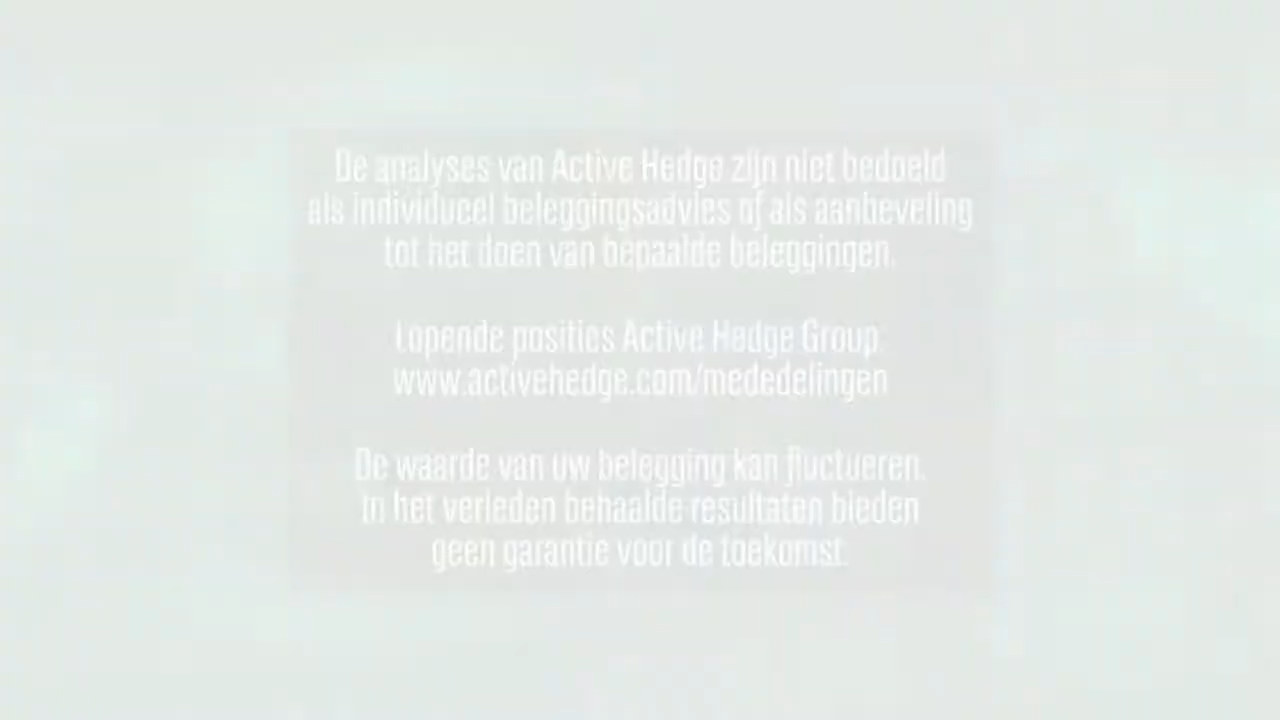 De analyses van Active Hedge zijn niet bedoeld
als individueel beleggingsadvies of als aanbeveling
tot het doen van bepaalde beleggingen.
Lopende posities Active Hedge Group:
www.activehedge.com/mededelingen
De waarde van uw belegging kan fluctueren.
In het verleden behaalde resultaten bieden
geen garantie voor de toekomst.